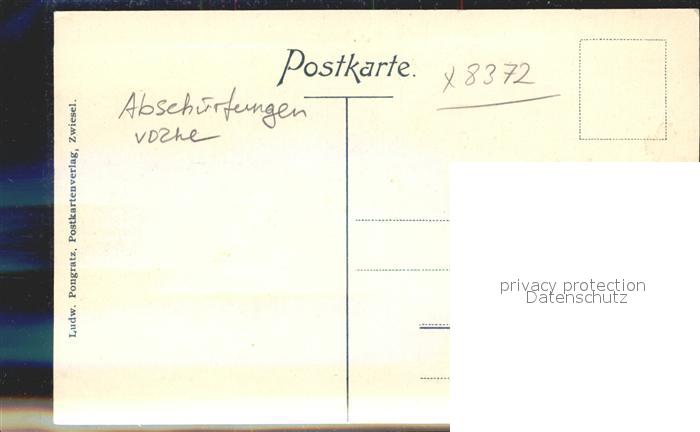 Postkarte.
x 8372
Abschürfungen
vorne
Ludw. Pongratz, Postkartenverlag, Zwiesel.
privacy protection
Datenschutz